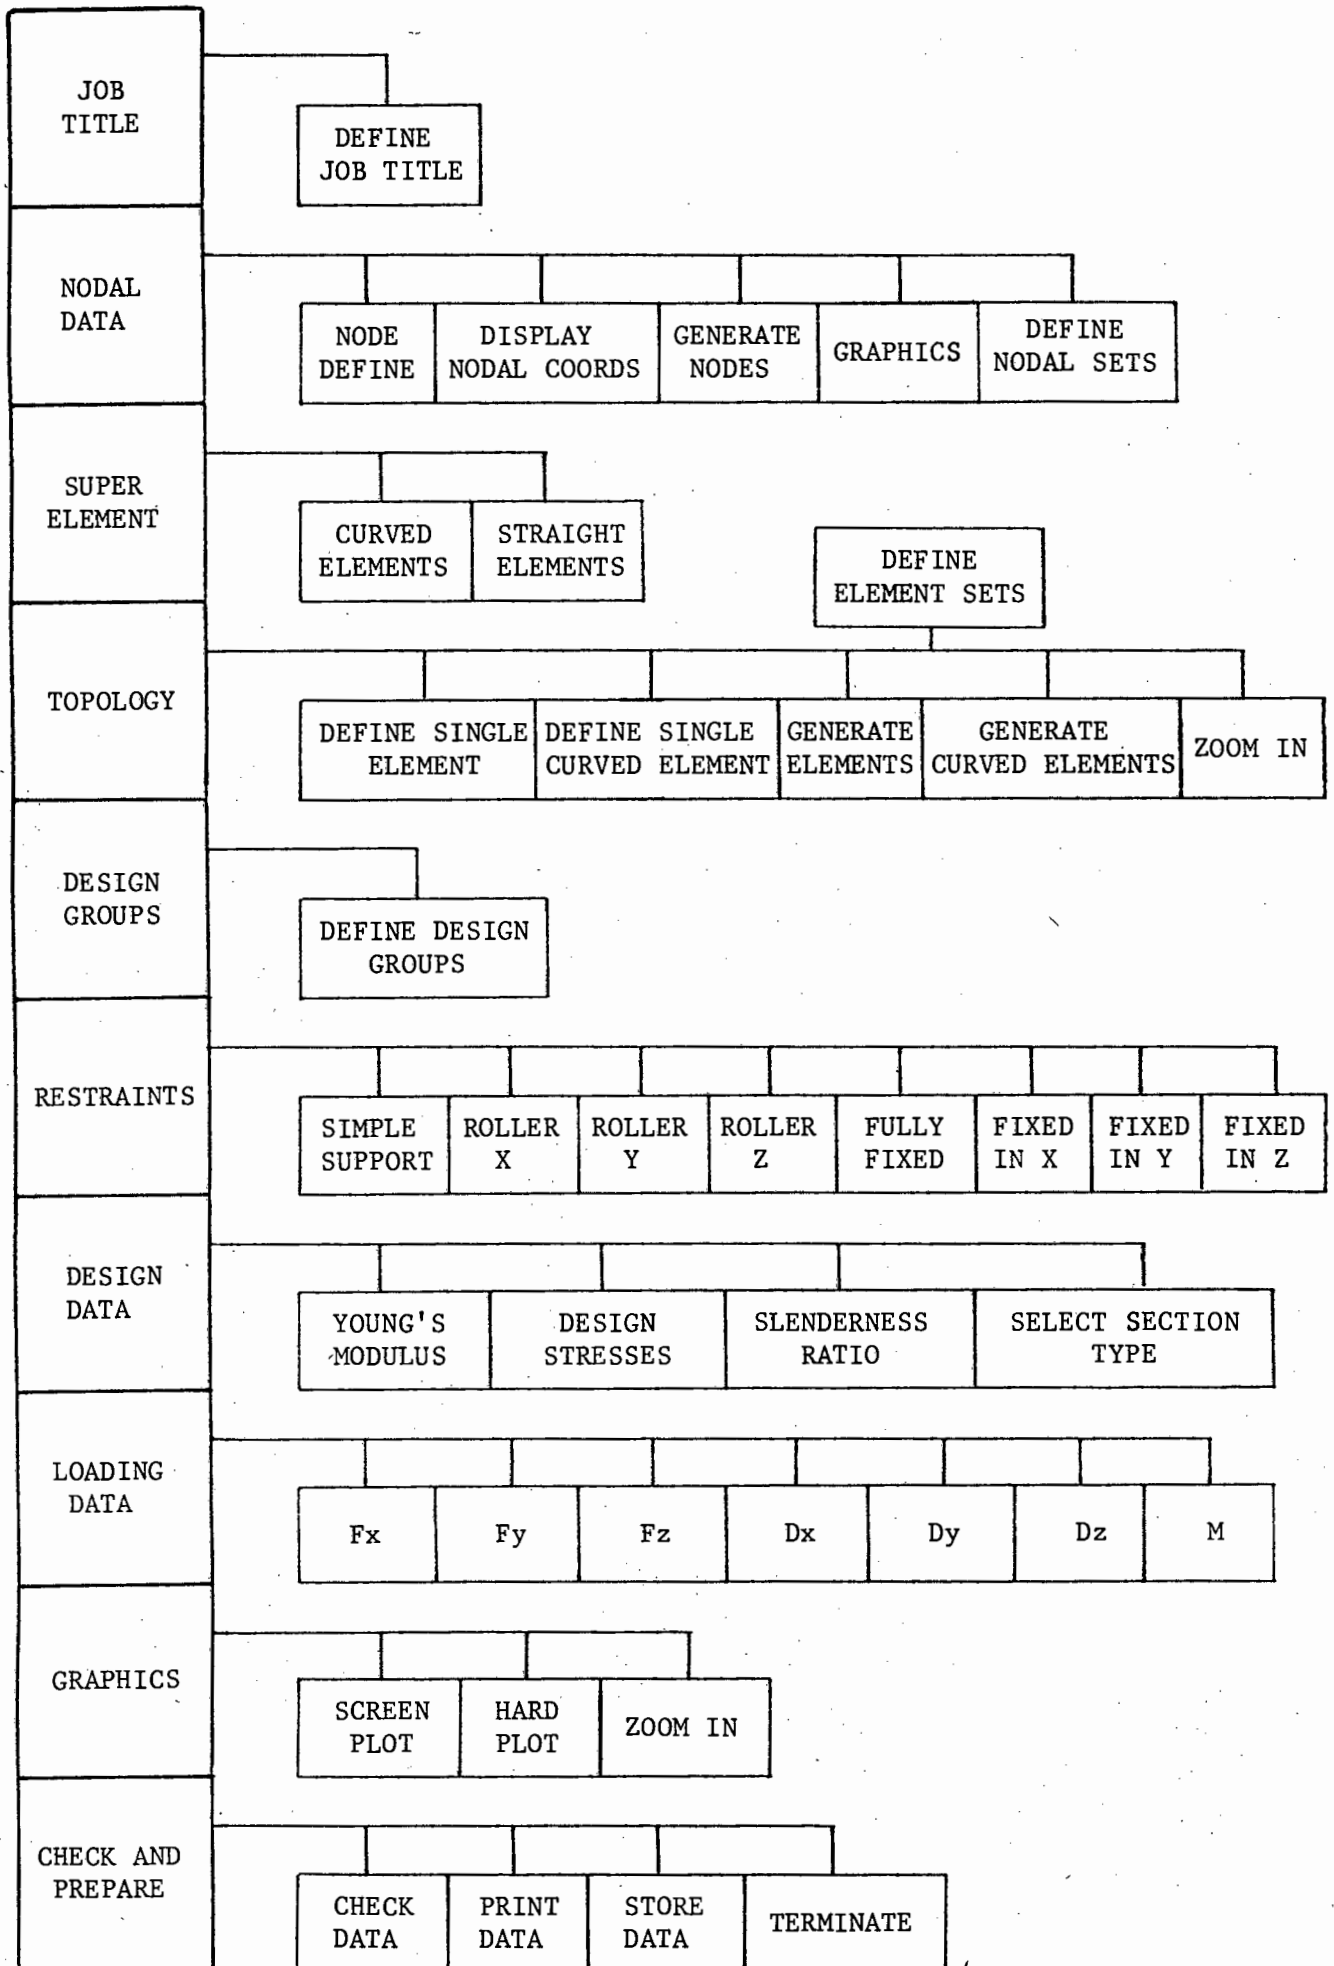 JOB
TITLE
DEFINE
JOB TITLE
NODAL
DATA
NODE
DEFINE
DISPLAY
NODAL COORDS
GENERATE
NODES
GRAPHICS
DEFINE
NODAL SETS
SUPER
ELEMENT
CURVED
ELEMENTS
STRAIGHT
ELEMENTS
DEFINE
ELEMENT SETS
TOPOLOGY
DEFINE SINGLE
ELEMENT
DEFINE SINGLE
CURVED ELEMENT
GENERATE
ELEMENTS
GENERATE
CURVED ELEMENTS
ZOOM IN
DESIGN
GROUPS
DEFINE DESIGN
GROUPS
RESTRAINTS
SIMPLE
SUPPORT
ROLLER
X
ROLLER
Y
ROLLER
Z
FULLY
FIXED
FIXED
IN X
FIXED
IN Y
FIXED
IN Z
DESIGN
DATA
YOUNG'S
MODULUS
DESIGN
STRESSES
SLENDERNESS
RATIO
SELECT SECTION
TYPE
LOADING
DATA
Fx
Fy
Fz
Dx
Dy
Dz
M
GRAPHICS
SCREEN
PLOT
HARD
PLOT
ZOOM IN
CHECK AND
PREPARE
CHECK
DATA
PRINT
DATA
STORE
DATA
TERMINATE